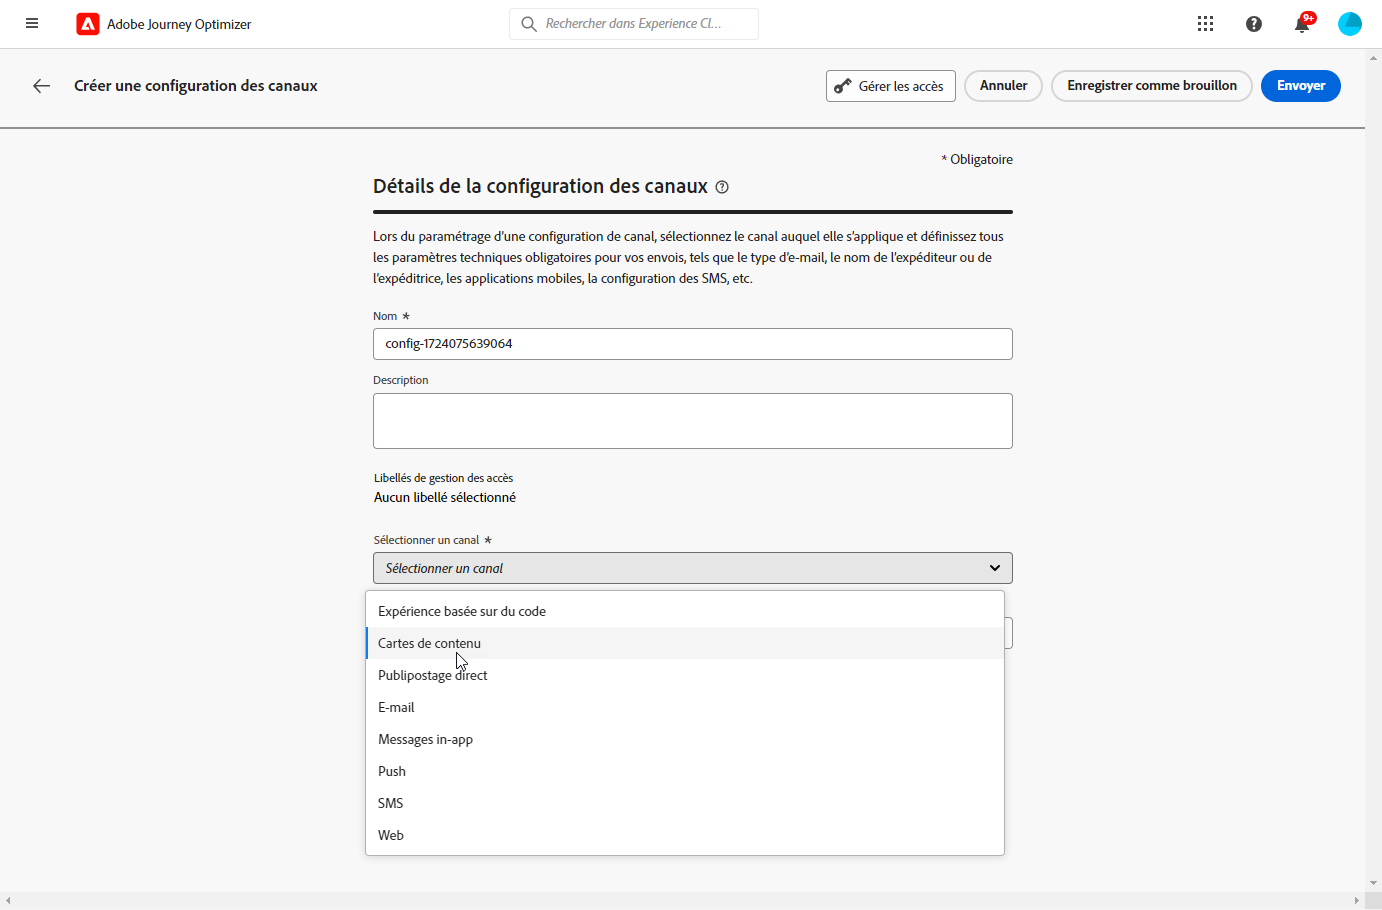 Adobe Journey Optimizer
Rechercher dans Experience Cl...
9+
Créer une configuration des canaux
Gérer les accès
Annuler
Enregistrer comme brouillon
Envoyer
* Obligatoire
Détails de la configuration des canaux
Lors du paramétrage d’une configuration de canal, sélectionnez le canal auquel elle s’applique et définissez tous
les paramètres techniques obligatoires pour vos envois, tels que le type d’e-mail, le nom de l’expéditeur ou de
l’expéditrice, les applications mobiles, la configuration des SMS, etc.
Nom *
config-1724075639064
Description
Libellés de gestion des accès
Aucun libellé sélectionné
Sélectionner un canal *
Sélectionner un canal
Expérience basée sur du code
Cartes de contenu
Publipostage direct
E-mail
Messages in-app
Push
SMS
Web